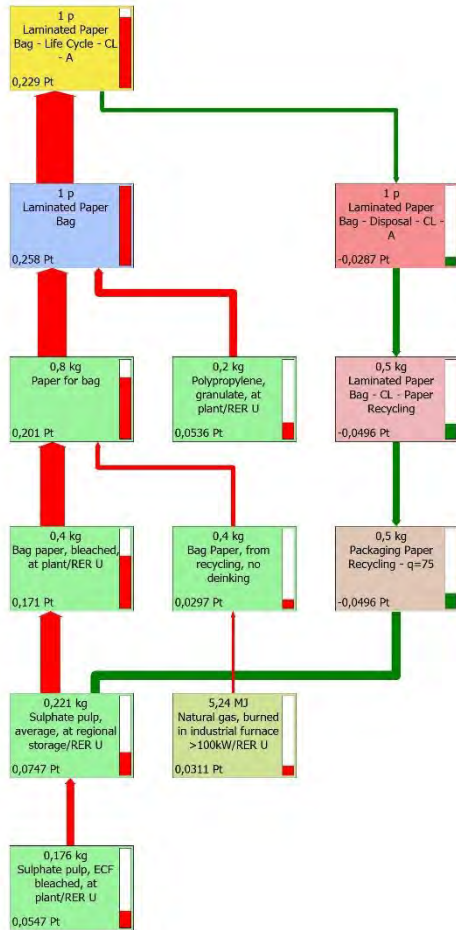 1 p
Laminated Paper
Bag - Life Cycle - CL
- A
0,229 Pt
1 p
Laminated Paper
Bag
0,258 Pt
1 p
Laminated Paper
Bag - Disposal - CL -
A
-0,0287 Pt
0,8 kg
Paper for bag
0,201 Pt
0,2 kg
Polypropylene,
granulate, at
plant/RER U
0,0536 Pt
0,5 kg
Laminated Paper
Bag - CL - Paper
Recycling
-0,0496 Pt
0,4 kg
Bag paper, bleached,
at plant/RER U
0,171 Pt
0,4 kg
Bag Paper, from
recycling, no
deinking
0,0297 Pt
0,5 kg
Packaging Paper
Recycling - q=75
-0,0496 Pt
0,221 kg
Sulphate pulp,
average, at regional
storage/RER U
0,0747 Pt
5,24 MJ
Natural gas, burned
in industrial furnace
>100kW/RER U
0,0311 Pt
0,176 kg
Sulphate pulp, ECF
bleached, at
plant/RER U
0,0547 Pt